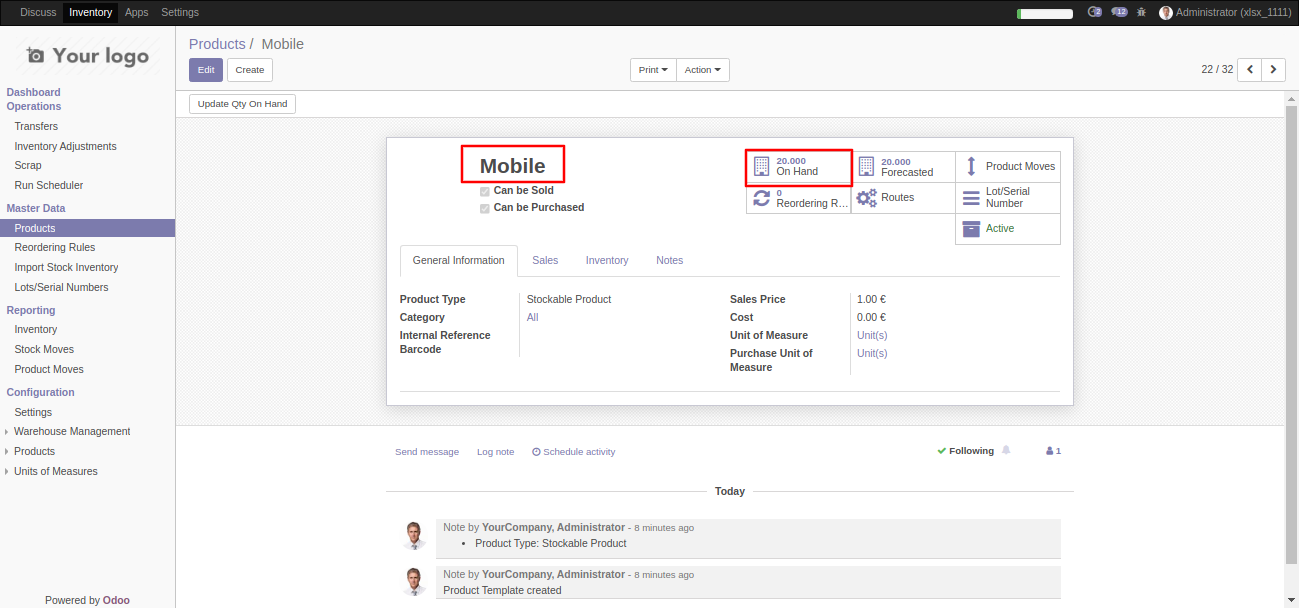 Discuss Inventory Apps Settings 2 12 Administrator (xlsx_1111)
Your logo
Products / Mobile
Edit Create Print Action 22 / 32
Update Qty On Hand
Dashboard
Operations
Transfers
Inventory Adjustments
Scrap
Run Scheduler
Master Data
Products
Reordering Rules
Import Stock Inventory
Lots/Serial Numbers
Reporting
Inventory
Stock Moves
Product Moves
Configuration
Settings
Warehouse Management
Products
Units of Measures
Powered by Odoo
Mobile
Can be Sold
Can be Purchased
20.000
On Hand
20.000
Forecasted
Product Moves
0
Reordering R...
Routes
Lot/Serial
Number
Active
General Information Sales Inventory Notes
Product Type Stockable Product
Category All
Internal Reference
Barcode
Sales Price 1.00 €
Cost 0.00 €
Unit of Measure Unit(s)
Purchase Unit of Unit(s)
Measure
Send message Log note Schedule activity Following 1
Today
Note by YourCompany, Administrator - 8 minutes ago
• Product Type: Stockable Product
Note by YourCompany, Administrator - 8 minutes ago
Product Template created